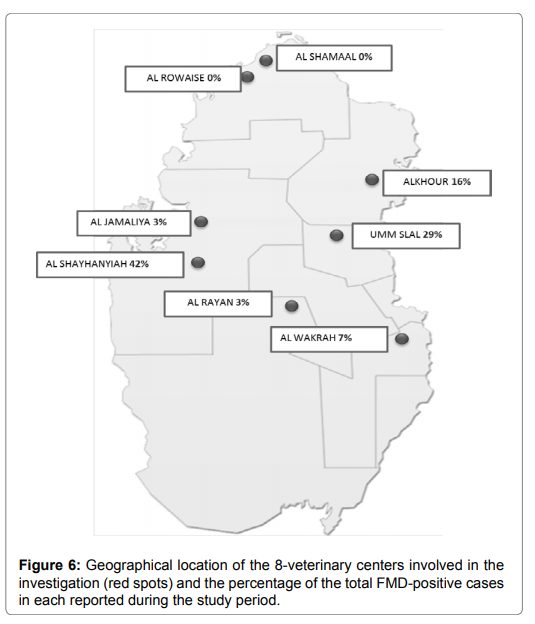 AL SHAMAAL 0%
AL ROWAISE 0%
ALKHOUR 16%
AL JAMALIYA 3%
UMM SLAL 29%
AL SHAYHANYIAH 42%
AL RAYAN 3%
AL WAKRAH 7%
Figure 6: Geographical location of the 8-veterinary centers involved in the
investigation (red spots) and the percentage of the total FMD-positive cases
in each reported during the study period.